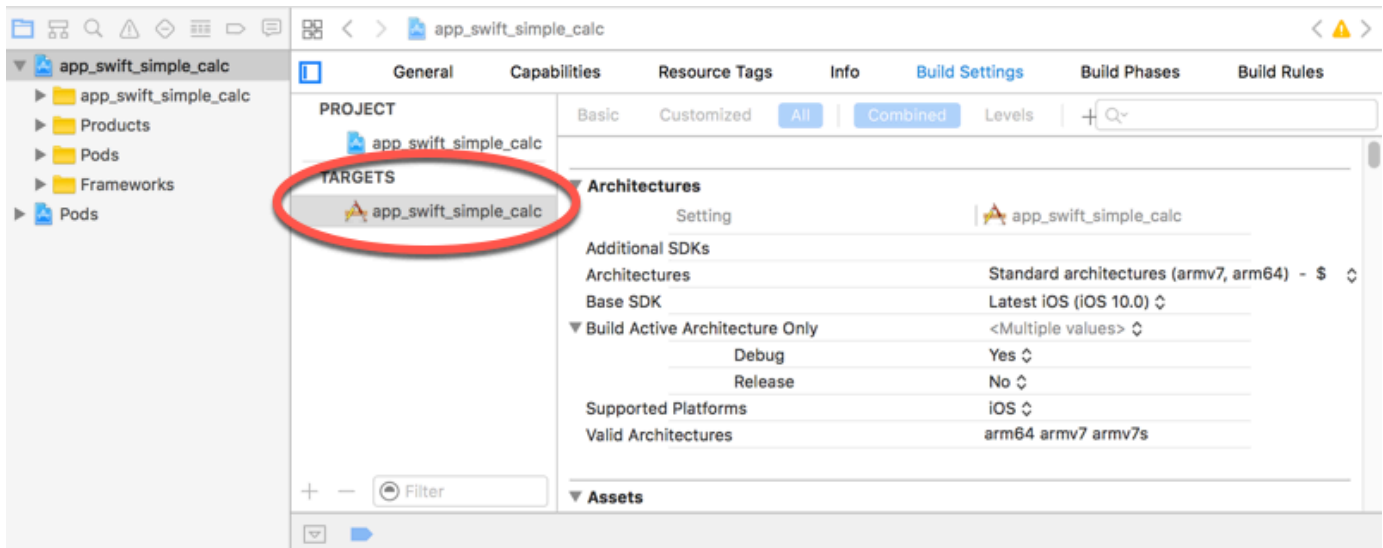 app_swift_simple_calc
app_swift_simple_calc
app_swift_simple_calc
Products
Pods
Frameworks
Pods
General Capabilities Resource Tags Info Build Settings Build Phases Build Rules
PROJECT
app_swift_simple_calc
TARGETS
app_swift_simple_calc
Filter
Basic Customized All Combined Levels
Architectures
Setting app_swift_simple_calc
Additional SDKs
Architectures Standard architectures (armv7, arm64) - $
Base SDK Latest iOS (iOS 10.0)
Build Active Architecture Only <Multiple values>
Debug Yes
Release No
Supported Platforms iOS
Valid Architectures arm64 armv7 armv7s
Assets